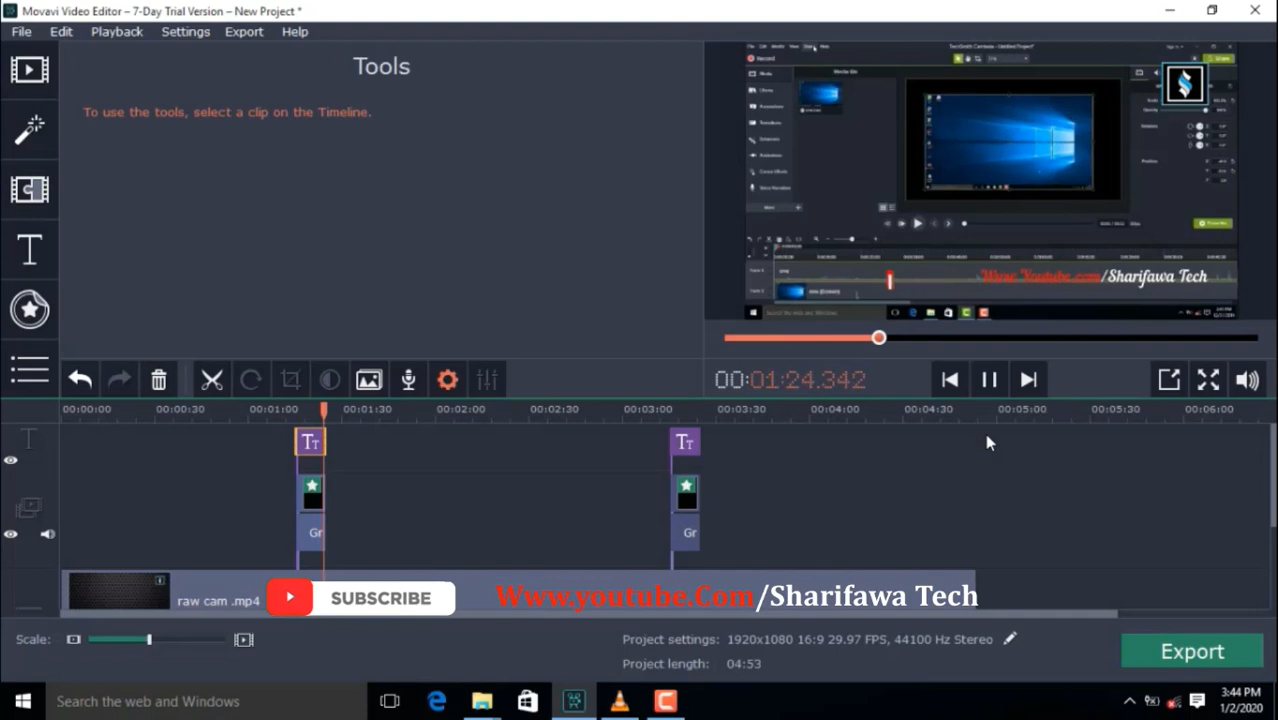 Movavi Video Editor – 7-Day Trial Version – New Project *
File Edit Playback Settings Export Help
Tools
To use the tools, select a clip on the Timeline.
Www.Youtube.com/Sharifawa Tech
00:01:24.342
00:00:00 00:00:30 00:01:00 00:01:30 00:02:00 00:02:30 00:03:00 00:03:30 00:04:00 00:04:30 00:05:00 00:05:30 00:06:00
Gr Gr
raw cam .mp4
SUBSCRIBE
Www.youtube.Com/Sharifawa Tech
Scale:
Project settings: 1920x1080 16:9 29.97 FPS, 44100 Hz Stereo
Project length: 04:53
Export
Search the web and Windows
3:44 PM
1/2/2020